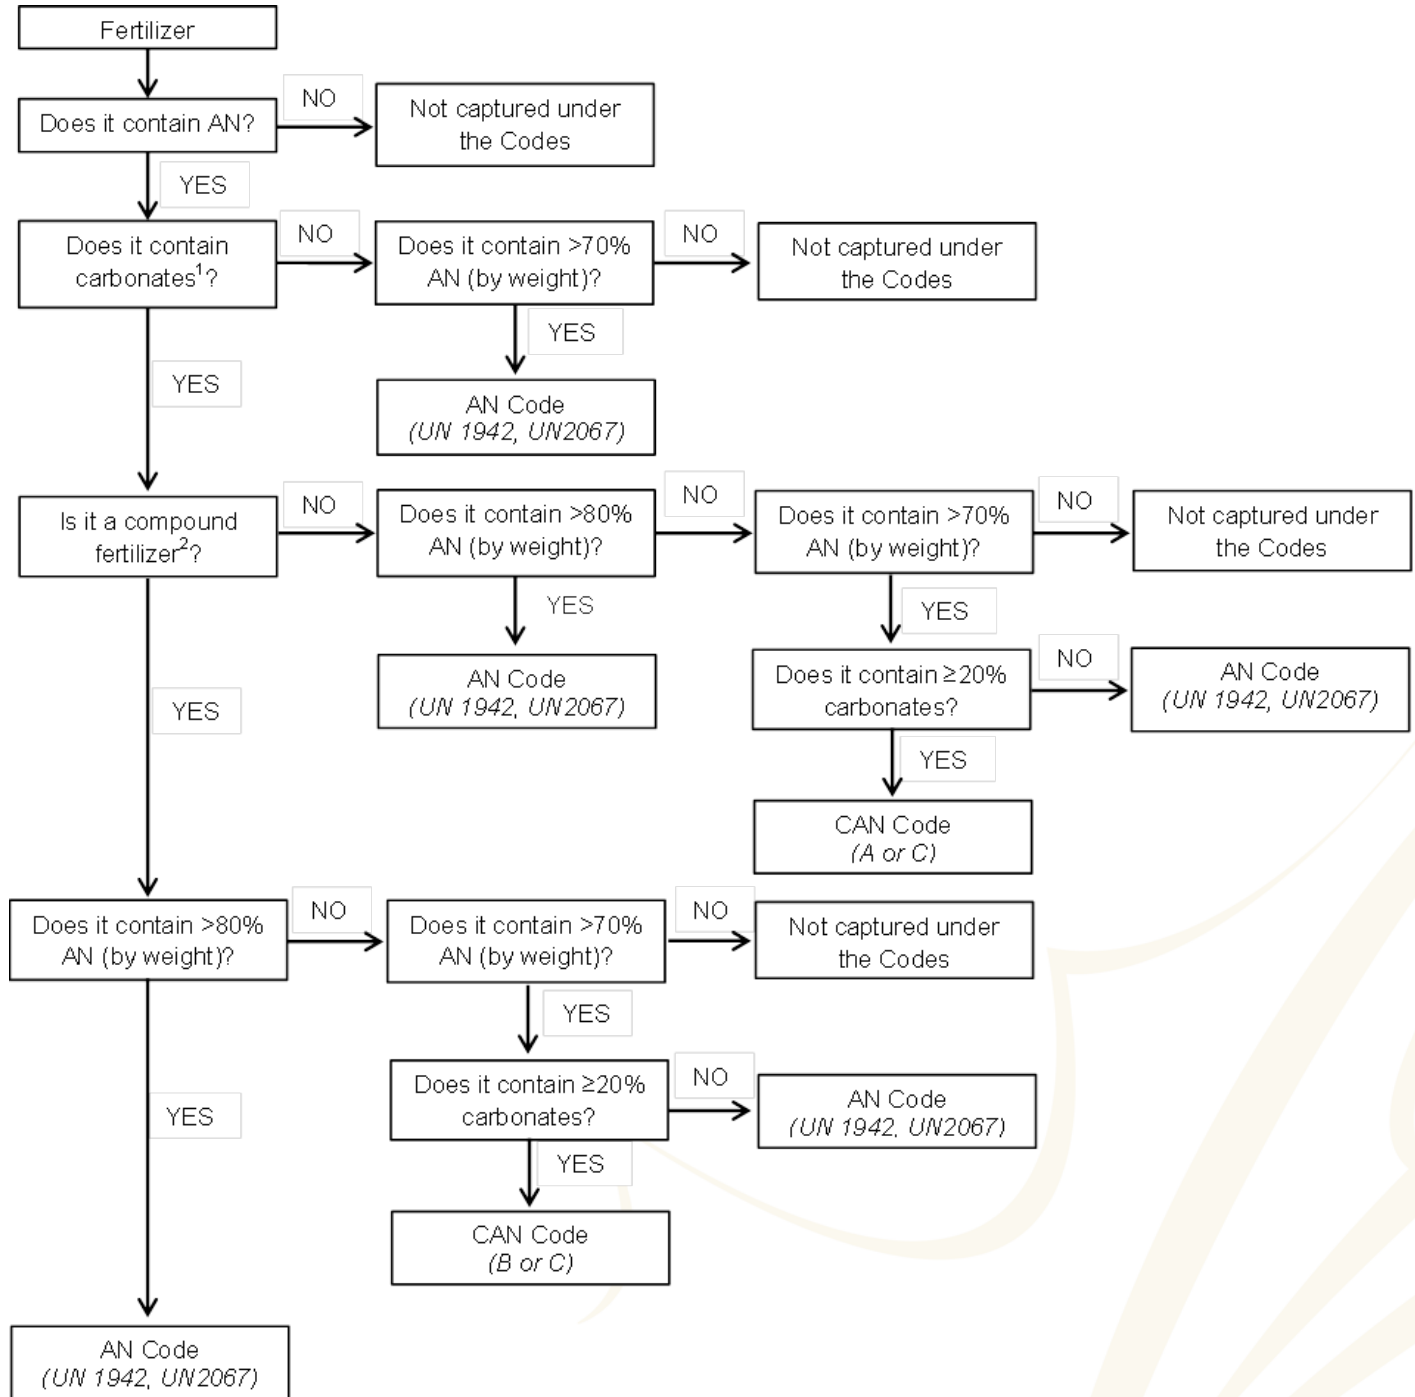 Fertilizer
NO
Not captured under
the Codes
Does it contain AN?
YES
Does it contain
carbonates¹?
NO
Does it contain >70%
AN (by weight)?
NO
Not captured under
the Codes
YES
YES
AN Code
(UN 1942, UN2067)
Is it a compound
fertilizer²?
NO
Does it contain >80%
AN (by weight)?
NO
Does it contain >70%
AN (by weight)?
NO
Not captured under
the Codes
YES
YES
YES
AN Code
(UN 1942, UN2067)
Does it contain ≥20%
carbonates?
NO
AN Code
(UN 1942, UN2067)
YES
CAN Code
(A or C)
Does it contain >80%
AN (by weight)?
NO
Does it contain >70%
AN (by weight)?
NO
Not captured under
the Codes
YES
YES
Does it contain ≥20%
carbonates?
NO
AN Code
(UN 1942, UN2067)
YES
CAN Code
(B or C)
AN Code
(UN 1942, UN2067)